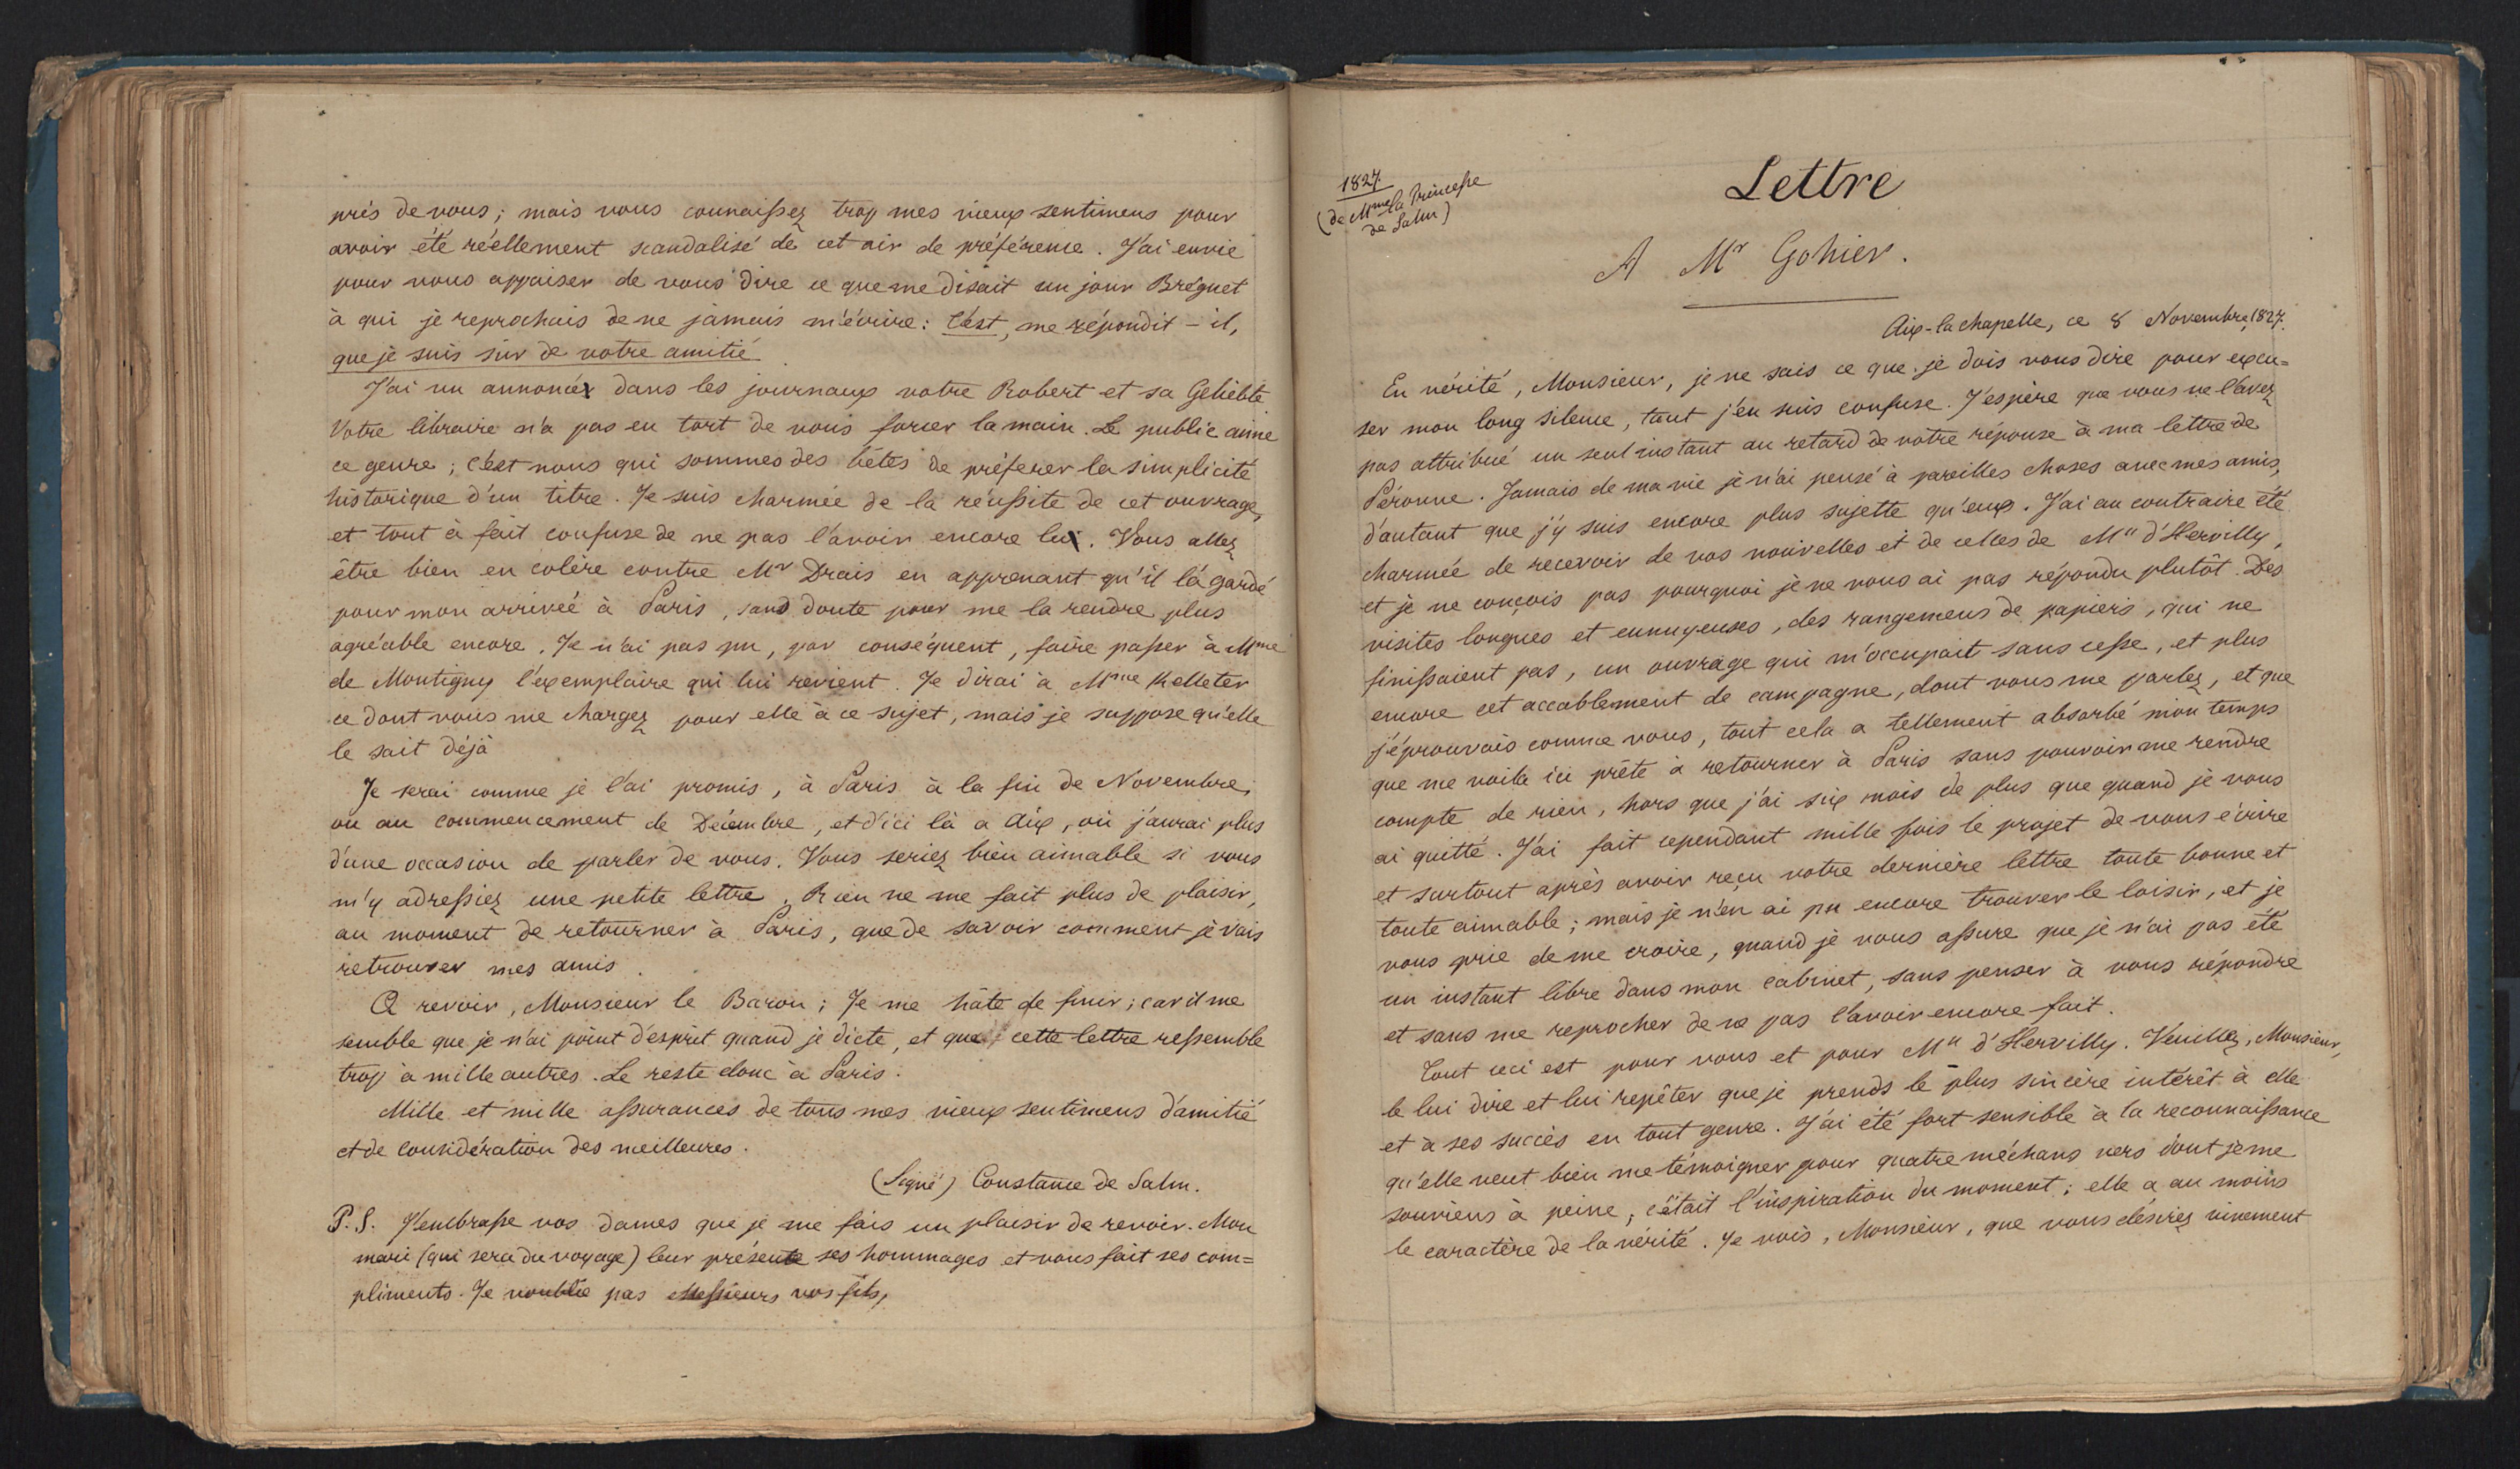 près de vous; mais vous connaissez trop mes vieux sentimens pour
avoir été réellement scandalisé de cet air de préférence. J'ai envie
pour vous appaiser de vous dire ce que me disait un jour Bréguet
à qui je reprochais de ne jamais m'écrire: C'est, me répondit-il,
que je suis sûr de votre amitié.
J'ai vu annoncer dans les journaux votre Robert et sa Geliebte
Votre libraire n'a pas eu tort de vous forcer la main. Le public aime
ce genre; c'est nous qui sommes des bêtes de préferer la simplicité
historique d'un titre. Je suis charmée de la réussite de cet ouvrage,
et tout à fait confuse de ne pas l'avoir encore lu. Vous allez
être bien en colère contre Mr Drais en apprenant qu'il l'a gardé
pour mon arrivée à Paris, sans doute pour me la rendre plus
agréable encore. Je n'ai pas pu, par conséquent, faire passer à Mme
de Montigny l'exemplaire qui lui revient. Je dirai à Mme Kelleter
ce dont vous me chargez pour elle à ce sujet, mais je suppose qu'elle
le sait déjà
Je serai comme je l'ai promis, à Paris à la fin de Novembre,
ou au commencement de Décembre, et d'ici là a Aix, où j'aurai plus
d'une occasion de parler de vous. Vous seriez bien aimable si vous
m'y adressiez une petite lettre. Rien ne me fait plus de plaisir,
au moment de retourner à Paris, que de savoir comment je vais
retrouver mes amis.
A revoir, Monsieur le Baron; Je me hâte de finir; car il me
semble que je n'ai point d'esprit quand je dicte, et que cette lettre ressemble
trop à mille autres. Le reste donc à Paris.
Mille et mille assurances de tous mes vieux sentimens d'amitié
et de considération des meilleures.
(Signé) Constance de Salm.
P.S. J'embrasse vos dames que je me fais un plaisir de revoir. Mon
mari (qui sera du voyage) leur présente ses hommages et vous fait ses com=
pliments. Je n'oublie pas Messieurs vos fils,
1827.
(de Mme la Princesse
de Salm)
Lettre
A Mr Gohier.
Aix-la chapelle, ce 8 Novembre, 1827.
En vérité, Monsieur, je ne sais ce que je dois vous dire pour excu=
ser mon long silence, tant j'en suis confuse. J'espère que vous ne l'avez
pas attribué un seul instant au retard de votre réponse à ma lettre de
Péronne. Jamais de ma vie je n'ai pensé à pareilles choses avec mes amis,
d'autant que j'y suis encore plus sujette qu'eux. J'ai au contraire été
charmée de recevoir de vos nouvelles et de celles de Mlle d'Hervilly,
et je ne conçois pas pourquoi je ne vous ai pas répondu plutôt. Des
visites longues et ennuyeuses, des rangemens de papiers, qui ne
finissaient pas, un ouvrage qui m'occupait sans cesse, et plus
encore cet accablement de campagne, dont vous me parlez, et que
j'éprouvais comme vous, tout cela a tellement absorbé mon temps
que me voila ici prête à retourner à Paris sans pouvoir me rendre
compte de rien, hors que j'ai six mois de plus que quand je vous
ai quitté. J'ai fait cependant mille fois le projet de vous écrire
et surtout après avoir reçu votre dernière lettre toute bonne et
toute aimable; mais je n'en ai pu encore trouver le loisir, et je
vous prie de me croire, quand je vous assure que je n'ai pas été
un instant libre dans mon cabinet, sans penser à vous répondre
et sans me reprocher de ne pas l'avoir encore fait.
Tout ceci est pour vous et pour Mlle d'Hervilly. Veuillez, Monsieur,
le lui dire et lui repêter que je prends le plus sincère intérêt à elle
et à ses succès en tout genre. J'ai été fort sensible à la reconnaissance
qu'elle veut bien me témoigner pour quatre méchans vers dont je me
souviens à peine; c'était l'inspiration du moment; elle a au moins
le caractère de la vérité. Je vois, Monsieur, que vous désirez vivement